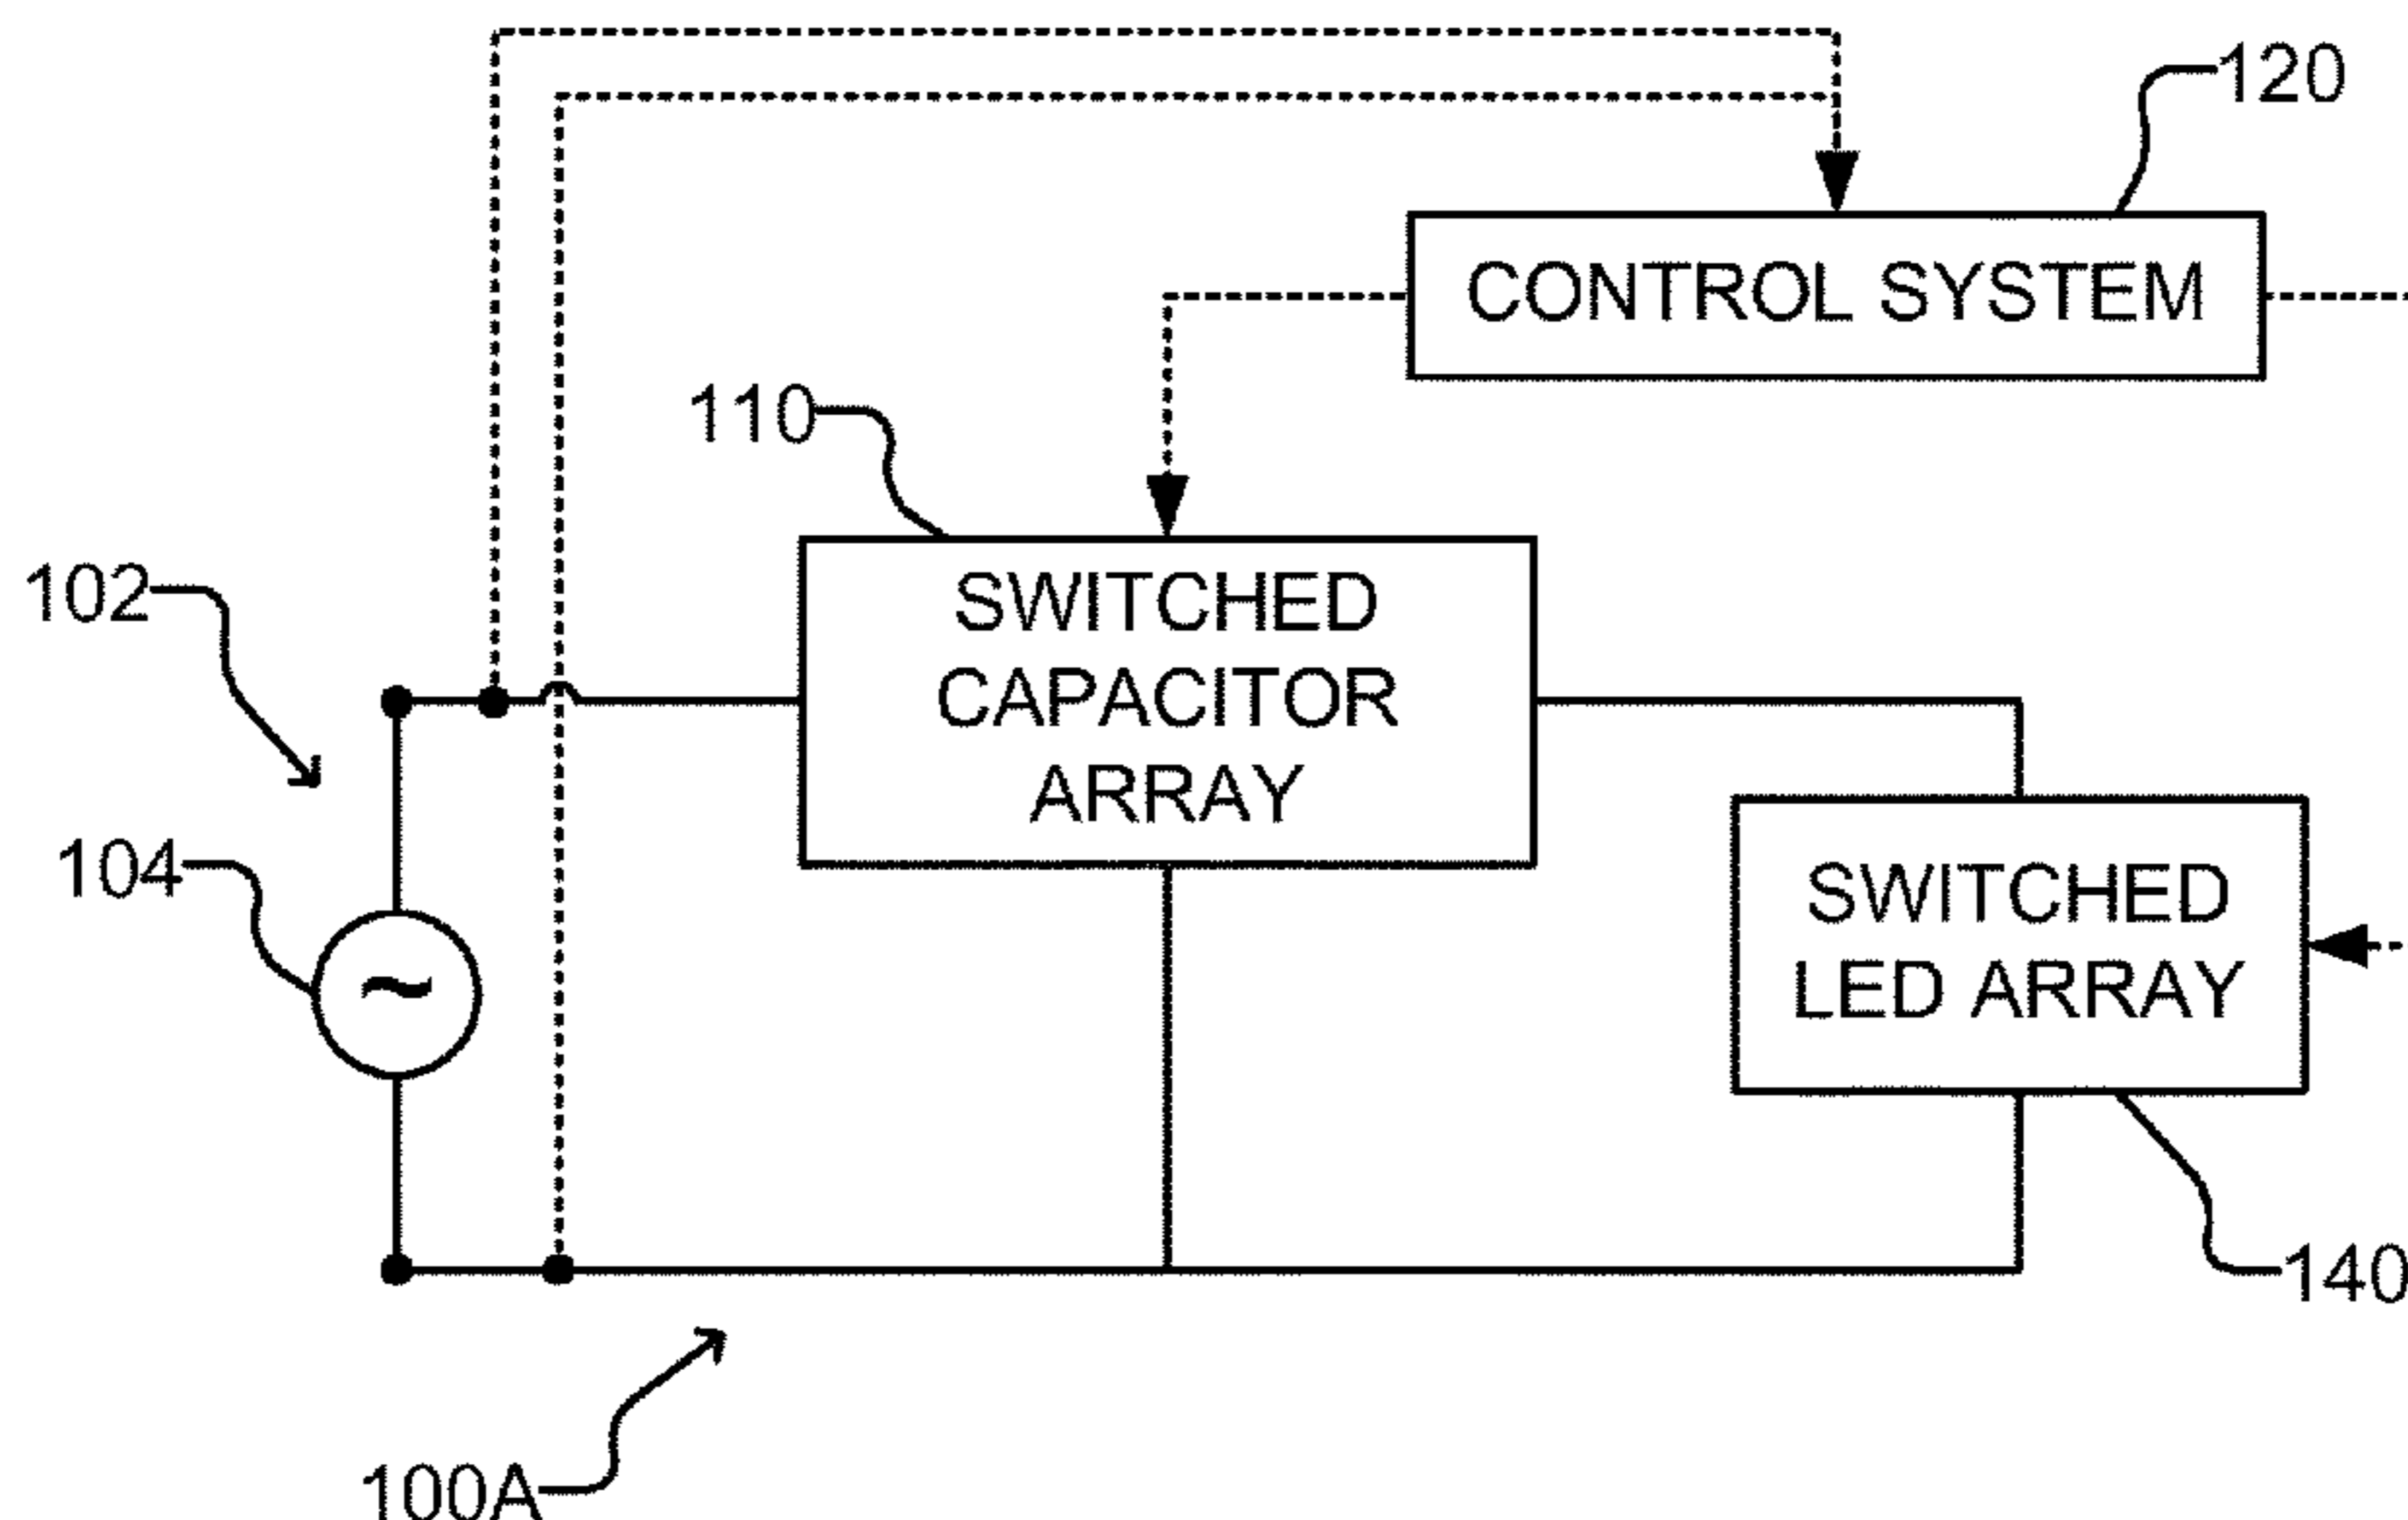 120
CONTROL SYSTEM
110
SWITCHED
CAPACITOR
ARRAY
102
104
~
SWITCHED
LED ARRAY
140
100A